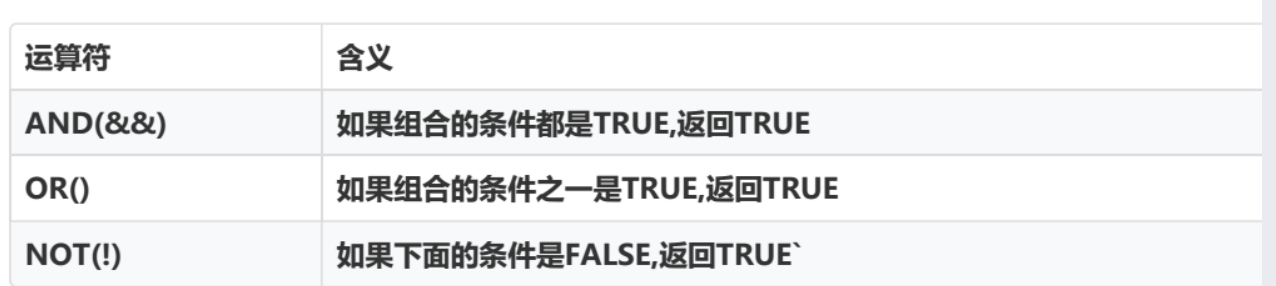 运算符 含义
AND(&&) 如果组合的条件都是TRUE,返回TRUE
OR() 如果组合的条件之一是TRUE,返回TRUE
NOT(!) 如果下面的条件是FALSE,返回TRUE`